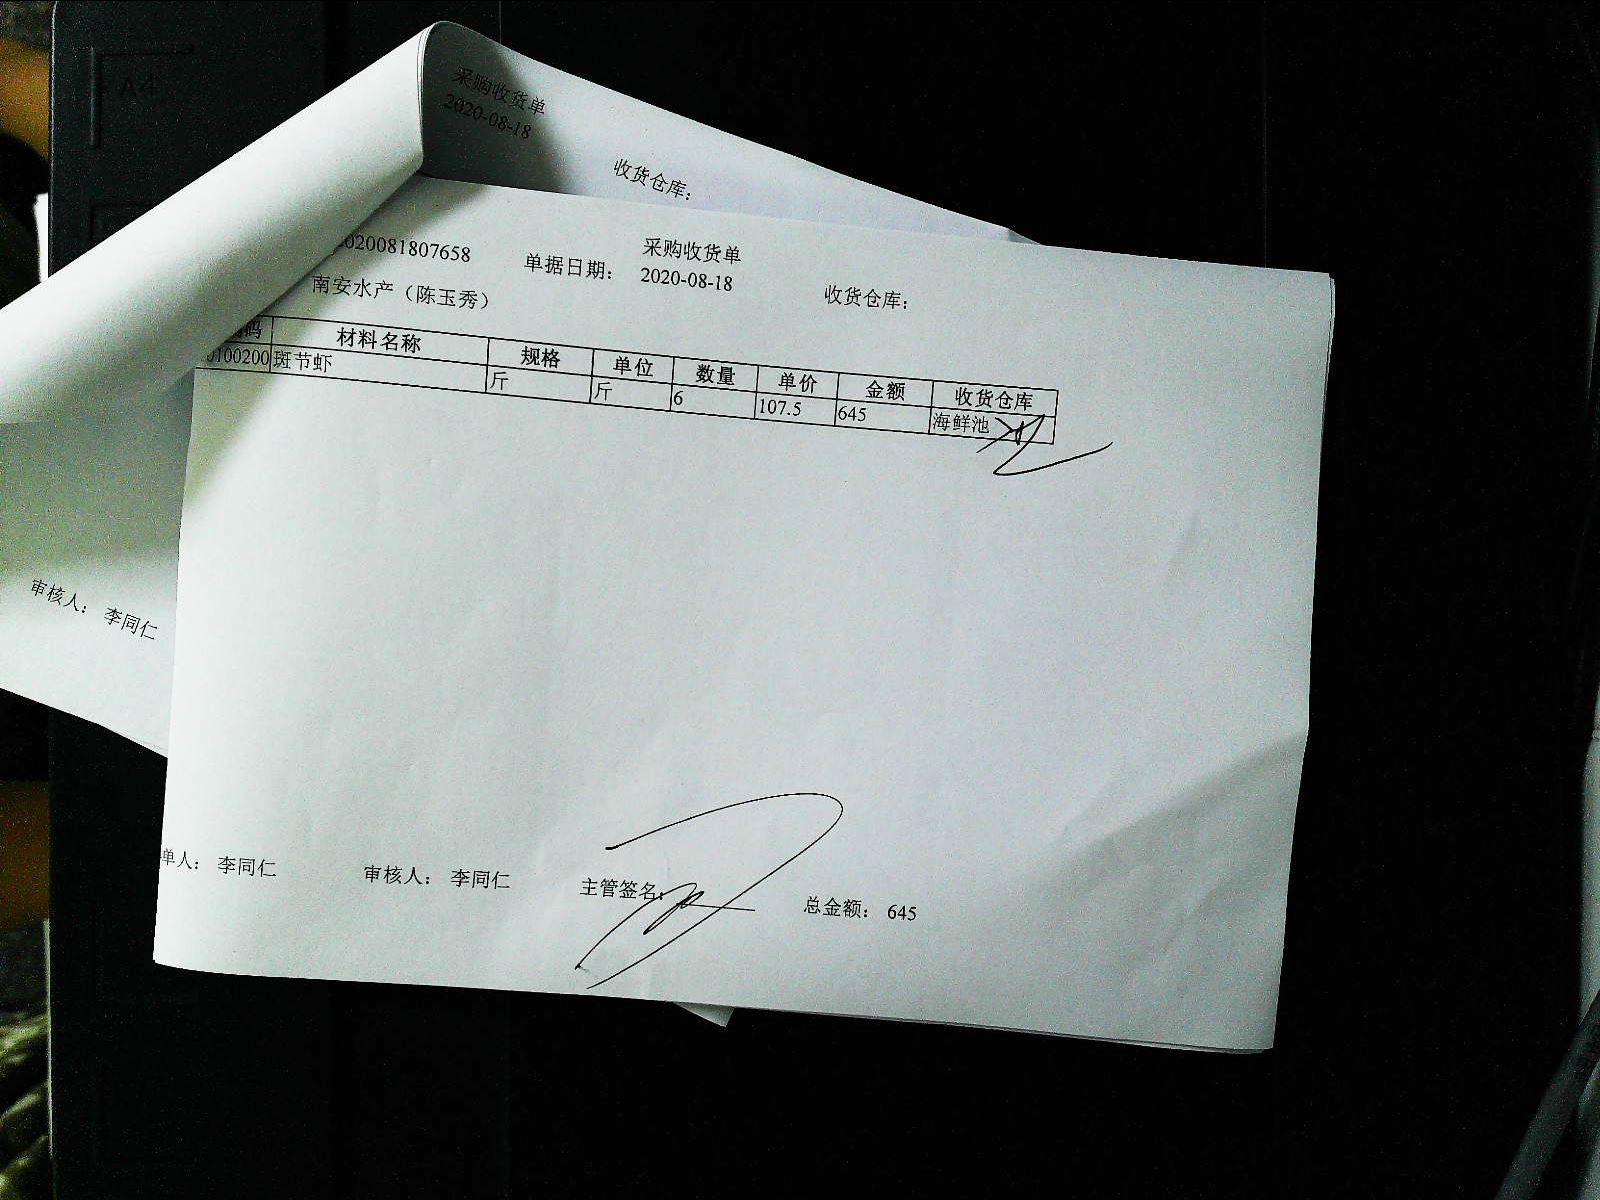 A4
采购收货单
2020-08-18
收货仓库:
采购收货单
2020081807658 单据日期: 2020-08-18 收货仓库:
南安水产（陈玉秀）
码 材料名称 规格 单位 数量 单价 金额 收货仓库
0100200 斑节虾 斤 斤 6 107.5 645 海鲜池
审核人: 李同仁
单人: 李同仁 审核人: 李同仁 主管签名: 总金额: 645